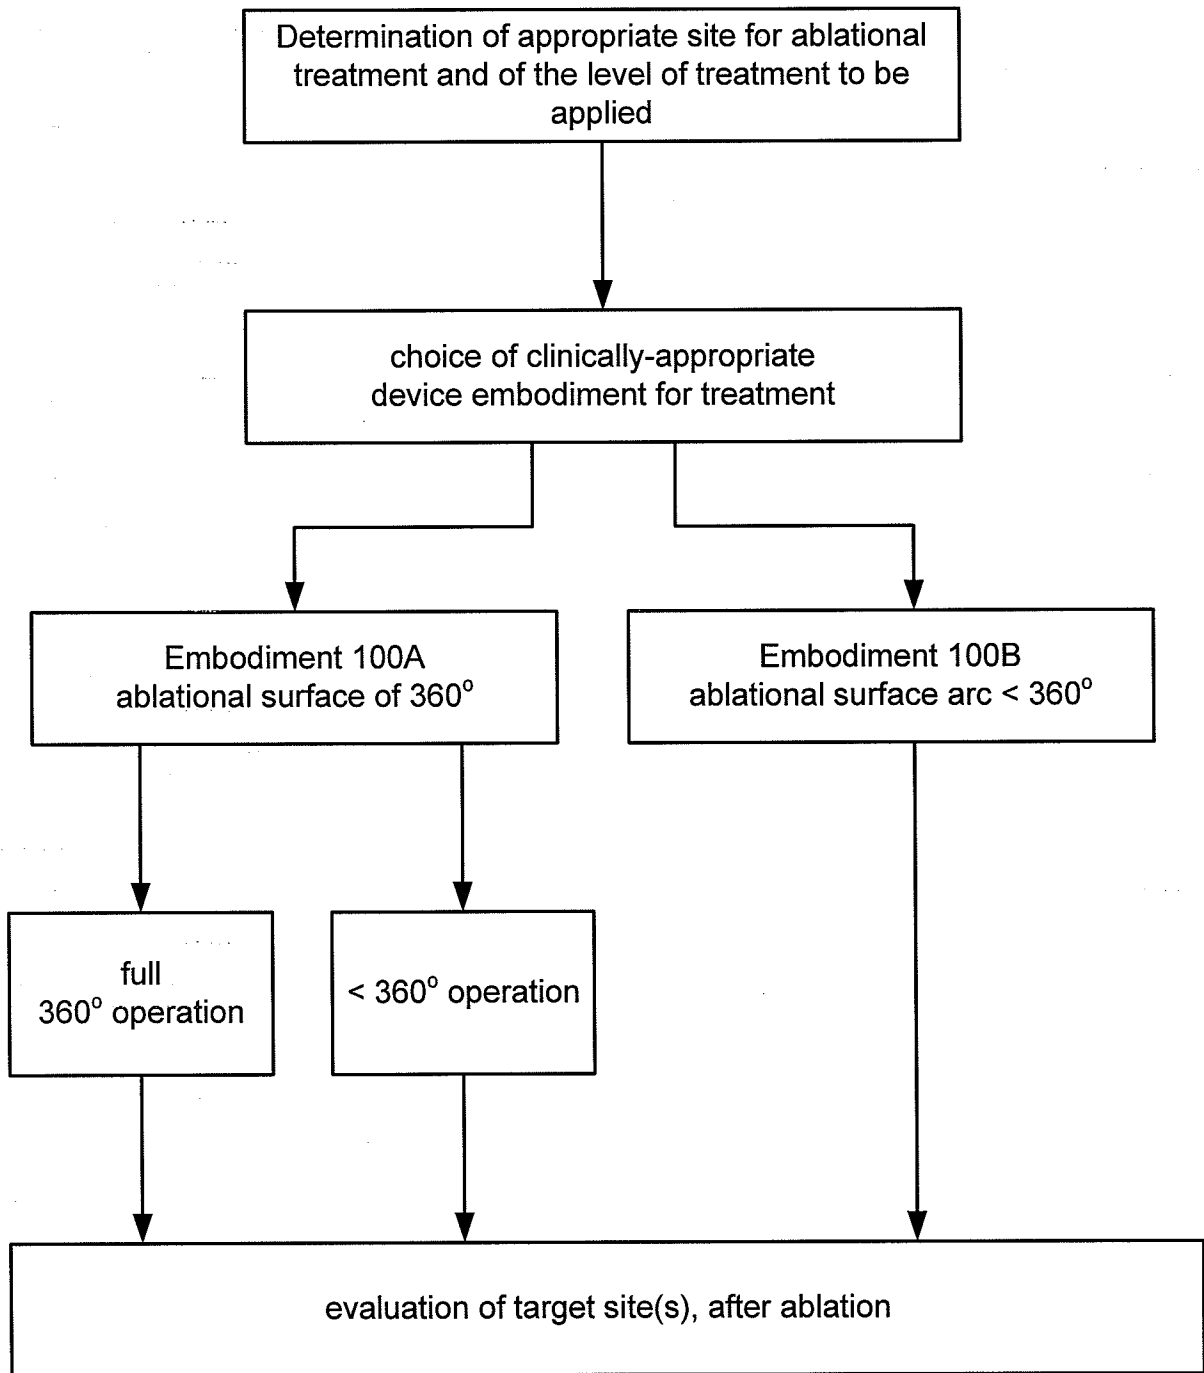 Determination of appropriate site for ablational
treatment and of the level of treatment to be
applied
choice of clinically-appropriate
device embodiment for treatment
Embodiment 100A
ablational surface of 360°
Embodiment 100B
ablational surface arc < 360°
full
360° operation
< 360° operation
evaluation of target site(s), after ablation